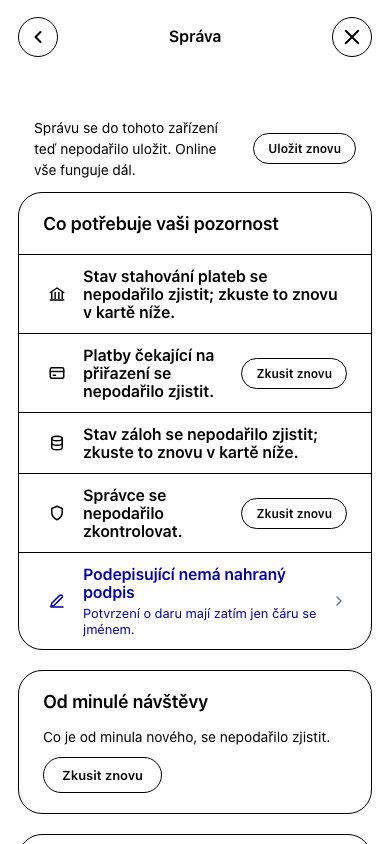 Správa
Správu se do tohoto zařízení
teď nepodařilo uložit. Online
vše funguje dál.
Uložit znovu
Co potřebuje vaši pozornost
Stav stahování plateb se
nepodařilo zjistit; zkuste to znovu
v kartě níže.
Platby čekající na
přiřazení se
nepodařilo zjistit.
Zkusit znovu
Stav záloh se nepodařilo zjistit;
zkuste to znovu v kartě níže.
Správce se
nepodařilo
zkontrolovat.
Zkusit znovu
Podepisující nemá nahraný
podpis
Potvrzení o daru mají zatím jen čáru se
jménem.
Od minulé návštěvy
Co je od minula nového, se nepodařilo zjistit.
Zkusit znovu